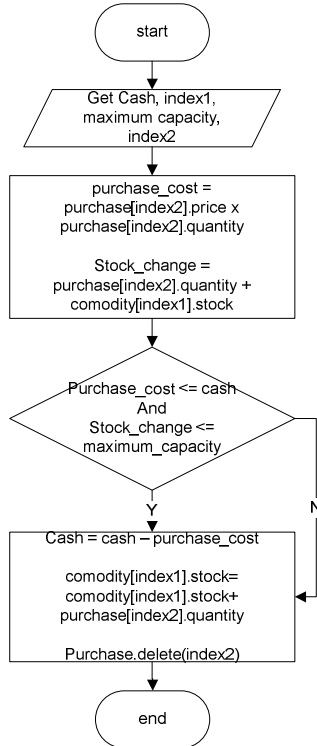 start
Get Cash, index1,
maximum capacity,
index2
purchase_cost =
purchase[index2].price x
purchase[index2].quantity
Stock_change =
purchase[index2].quantity +
comodity[index1].stock
Purchase_cost <= cash
And
Stock_change <=
maximum_capacity
Y
N
Cash = cash – purchase_cost
comodity[index1].stock=
comodity[index1].stock+
purchase[index2].quantity
Purchase.delete(index2)
end